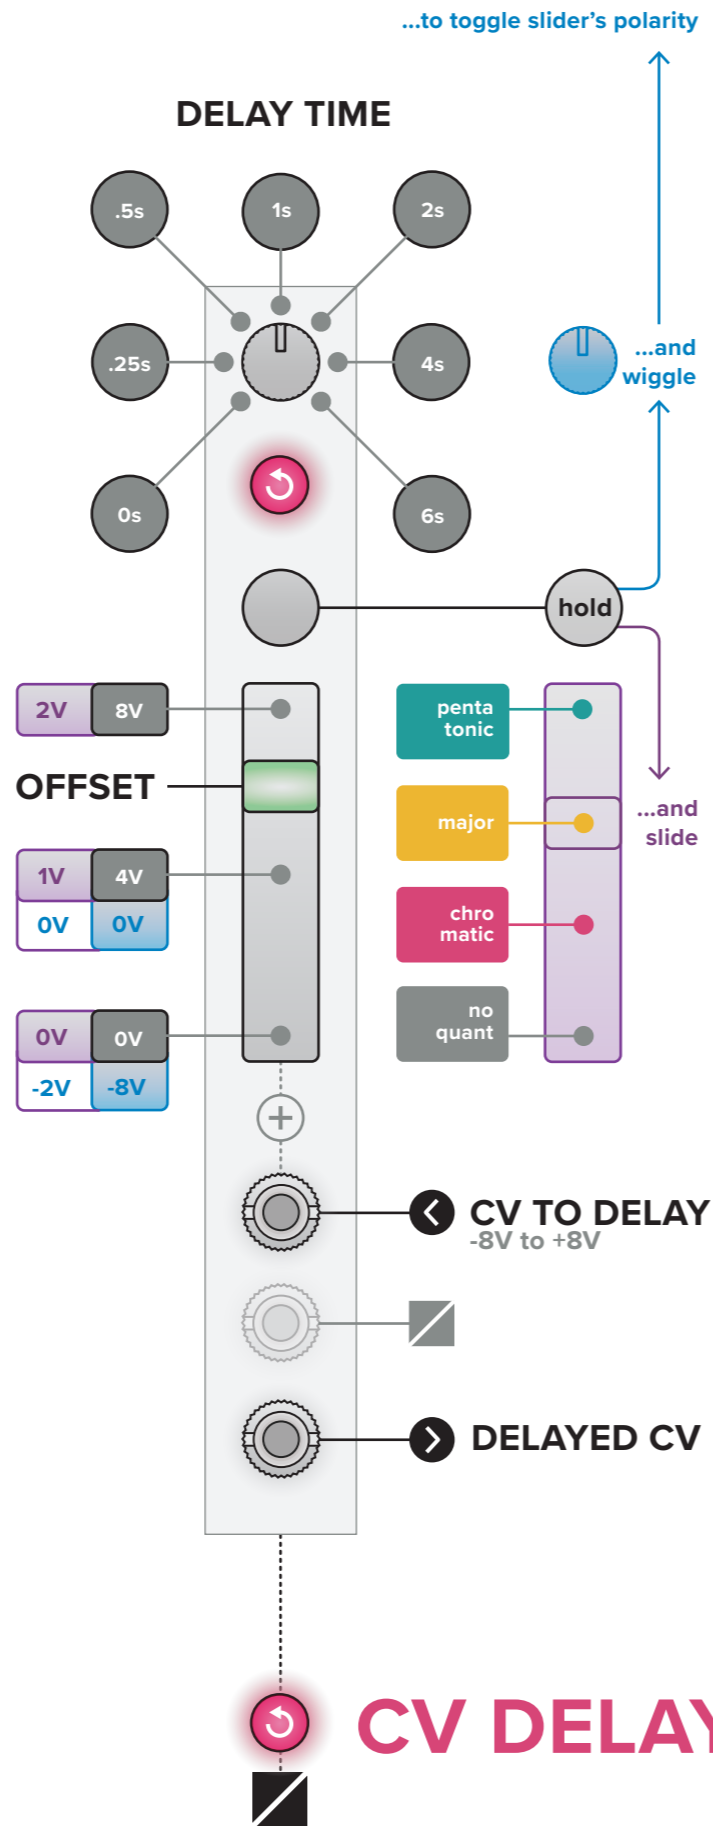 ...to toggle slider's polarity
DELAY TIME
.5s
1s
2s
.25s
4s
...and
wiggle
0s
6s
hold
2V
8V
penta
tonic
OFFSET
major
...and
slide
1V
4V
0V
0V
chro
matic
0V
0V
no
quant
-2V
-8V
CV TO DELAY
-8V to +8V
DELAYED CV
CV DELAY